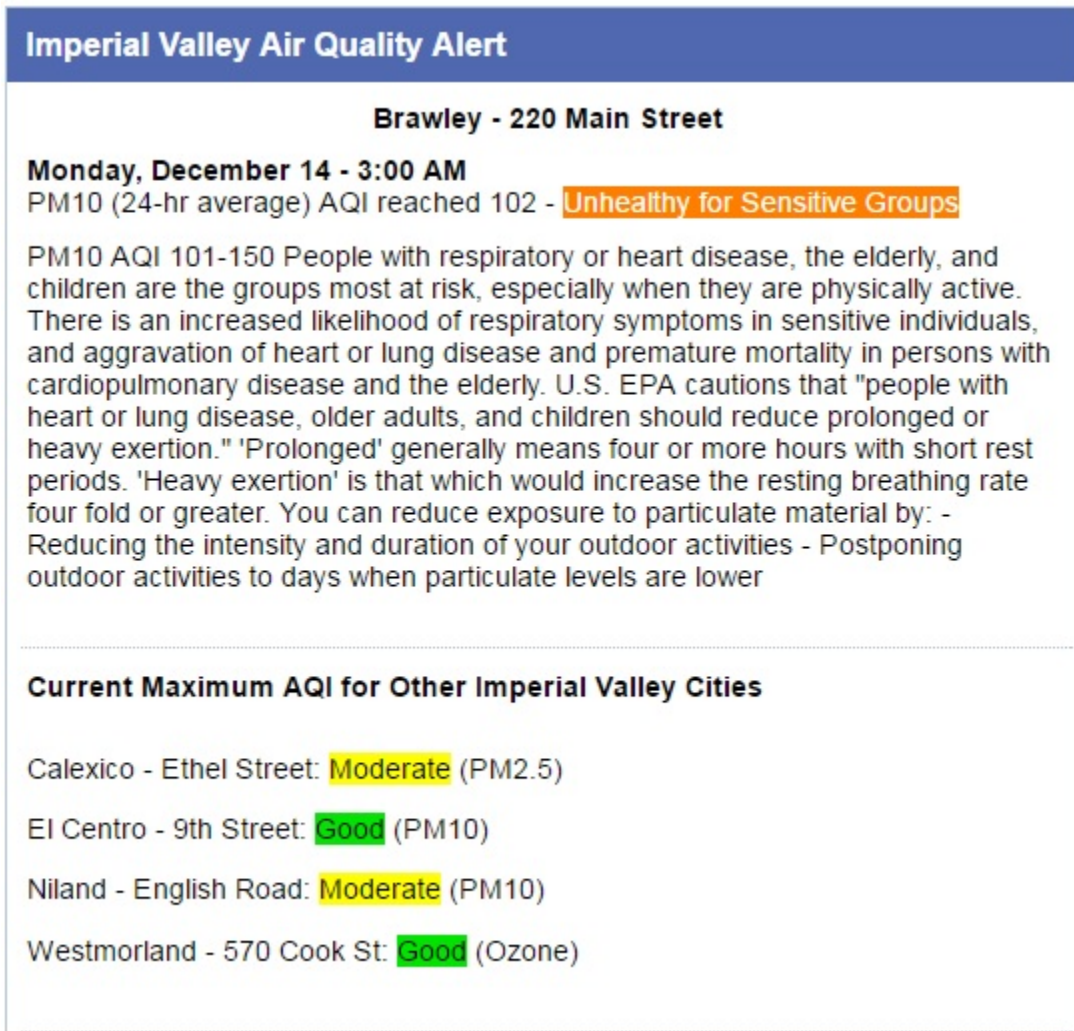 Imperial Valley Air Quality Alert
Brawley - 220 Main Street
Monday, December 14 - 3:00 AM
PM10 (24-hr average) AQI reached 102 - Unhealthy for Sensitive Groups
PM10 AQI 101-150 People with respiratory or heart disease, the elderly, and
children are the groups most at risk, especially when they are physically active.
There is an increased likelihood of respiratory symptoms in sensitive individuals,
and aggravation of heart or lung disease and premature mortality in persons with
cardiopulmonary disease and the elderly. U.S. EPA cautions that "people with
heart or lung disease, older adults, and children should reduce prolonged or
heavy exertion." 'Prolonged' generally means four or more hours with short rest
periods. 'Heavy exertion' is that which would increase the resting breathing rate
four fold or greater. You can reduce exposure to particulate material by: -
Reducing the intensity and duration of your outdoor activities - Postponing
outdoor activities to days when particulate levels are lower
Current Maximum AQI for Other Imperial Valley Cities
Calexico - Ethel Street: Moderate (PM2.5)
El Centro - 9th Street: Good (PM10)
Niland - English Road: Moderate (PM10)
Westmorland - 570 Cook St: Good (Ozone)